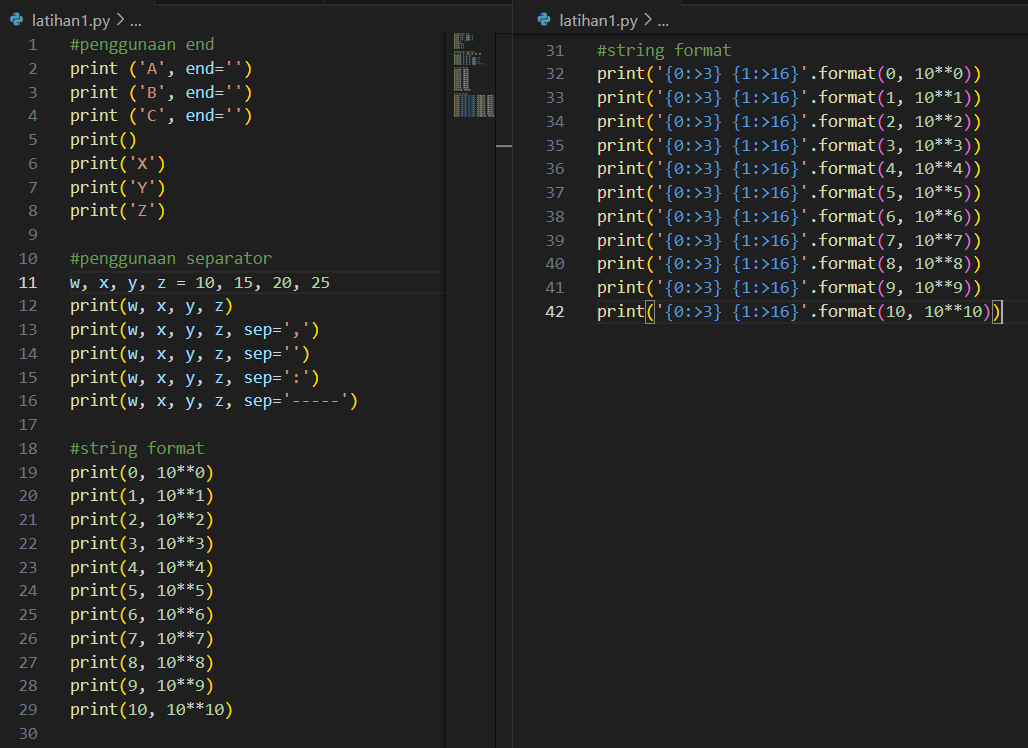 latihan1.py > ...
1 #penggunaan end
2 print ('A', end='')
3 print ('B', end='')
4 print ('C', end='')
5 print()
6 print('X')
7 print('Y')
8 print('Z')
9
10 #penggunaan separator
11 w, x, y, z = 10, 15, 20, 25
12 print(w, x, y, z)
13 print(w, x, y, z, sep=',')
14 print(w, x, y, z, sep='')
15 print(w, x, y, z, sep=':')
16 print(w, x, y, z, sep='-----')
17
18 #string format
19 print(0, 10**0)
20 print(1, 10**1)
21 print(2, 10**2)
22 print(3, 10**3)
23 print(4, 10**4)
24 print(5, 10**5)
25 print(6, 10**6)
26 print(7, 10**7)
27 print(8, 10**8)
28 print(9, 10**9)
29 print(10, 10**10)
30
latihan1.py > ...
31 #string format
32 print('{0:>3} {1:>16}'.format(0, 10**0))
33 print('{0:>3} {1:>16}'.format(1, 10**1))
34 print('{0:>3} {1:>16}'.format(2, 10**2))
35 print('{0:>3} {1:>16}'.format(3, 10**3))
36 print('{0:>3} {1:>16}'.format(4, 10**4))
37 print('{0:>3} {1:>16}'.format(5, 10**5))
38 print('{0:>3} {1:>16}'.format(6, 10**6))
39 print('{0:>3} {1:>16}'.format(7, 10**7))
40 print('{0:>3} {1:>16}'.format(8, 10**8))
41 print('{0:>3} {1:>16}'.format(9, 10**9))
42 print('{0:>3} {1:>16}'.format(10, 10**10))